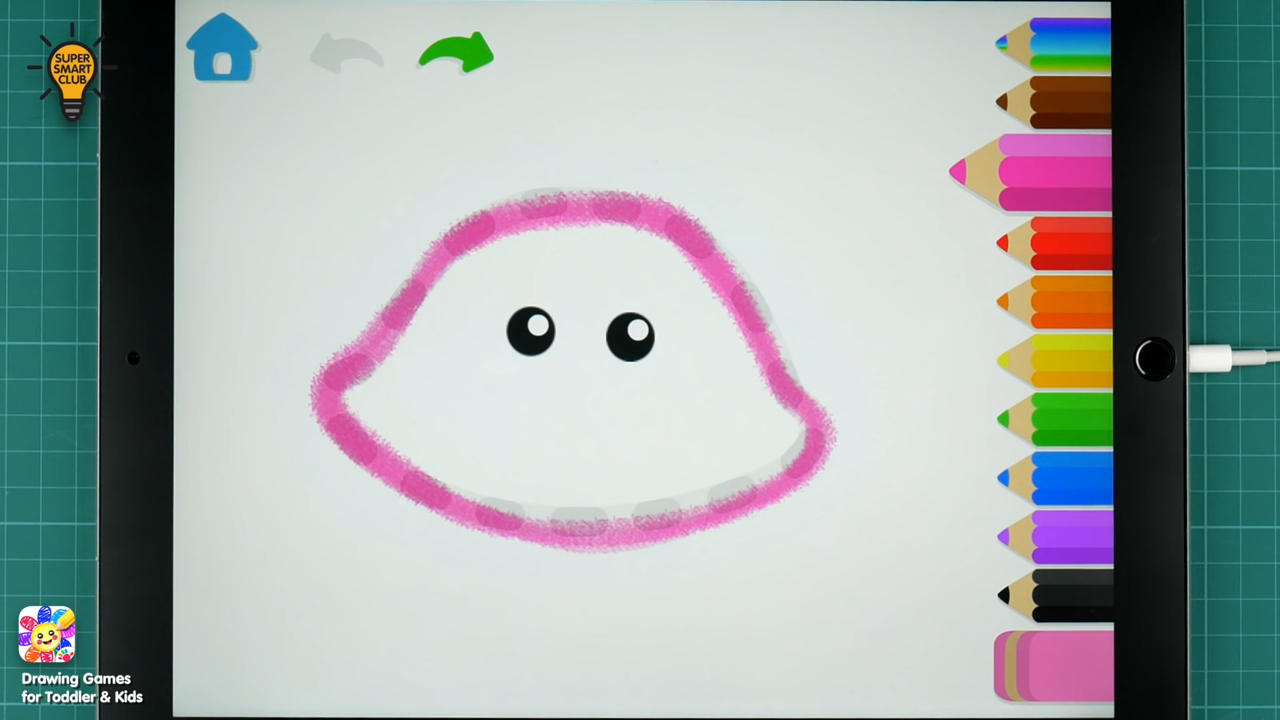 SUPER
SMART
CLUB
Drawing Games
for Toddler & Kids